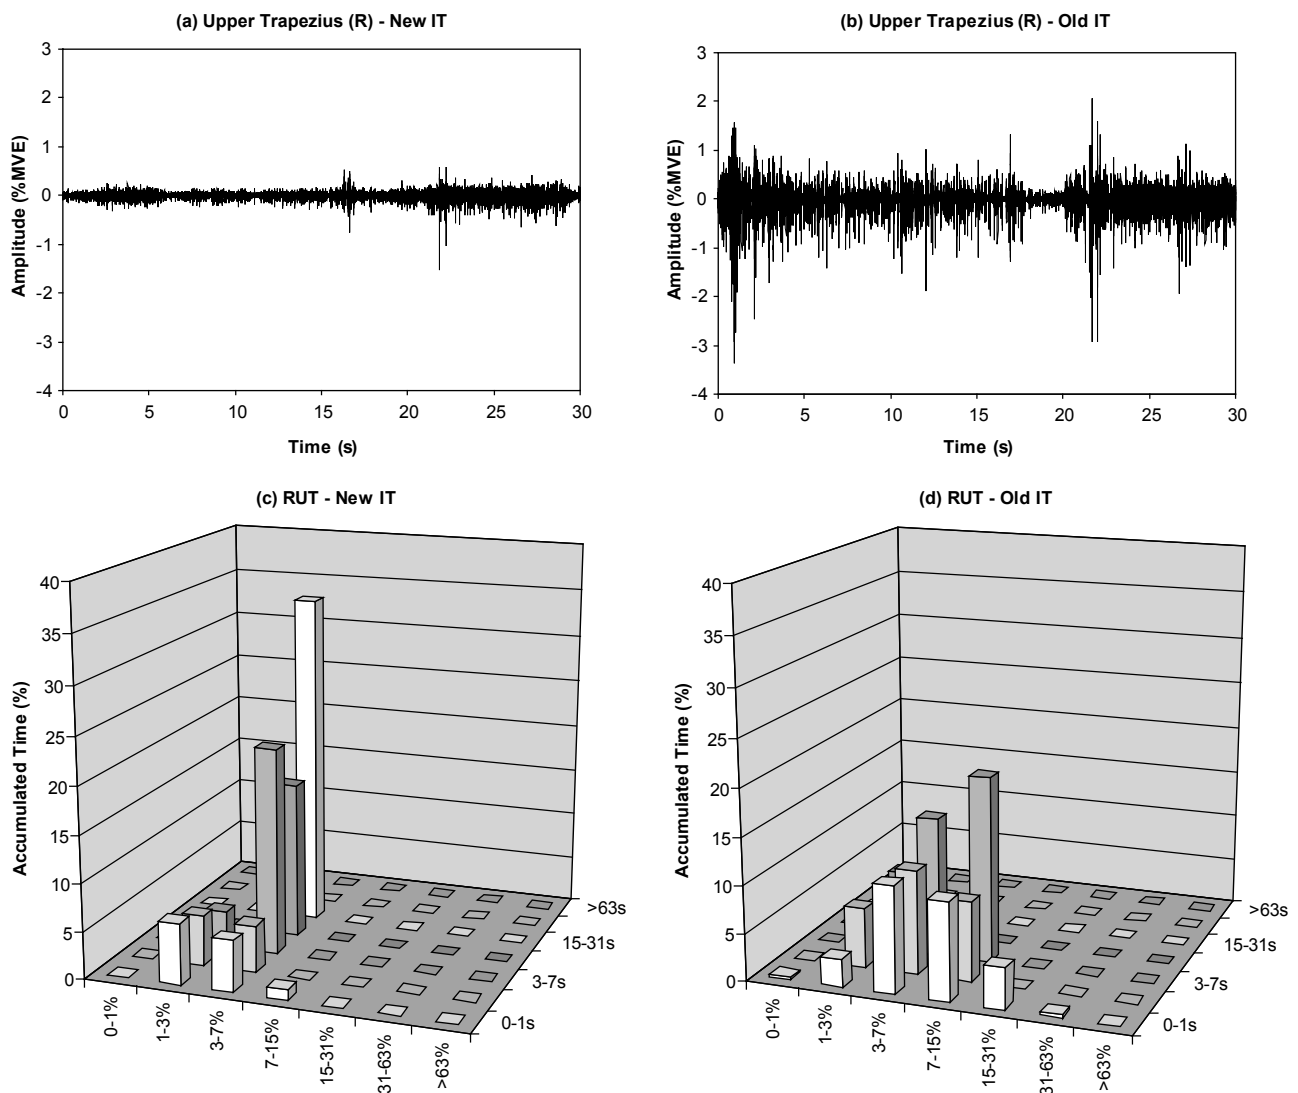 (a) Upper Trapezius (R) - New IT
3
2
1
0
-1
-2
-3
-4
Amplitude (%MVE)
0 5 10 15 20 25 30
Time (s)
(b) Upper Trapezius (R) - Old IT
3
2
1
0
-1
-2
-3
-4
Amplitude (%MVE)
0 5 10 15 20 25 30
Time (s)
(c) RUT - New IT
40
35
30
25
20
15
10
5
0
Accumulated Time (%)
0-1%
1-3%
3-7%
7-15%
15-31%
31-63%
>63%
>63s
15-31s
3-7s
0-1s
(d) RUT - Old IT
40
35
30
25
20
15
10
5
0
Accumulated Time (%)
0-1%
1-3%
3-7%
7-15%
15-31%
31-63%
>63%
>63s
15-31s
3-7s
0-1s